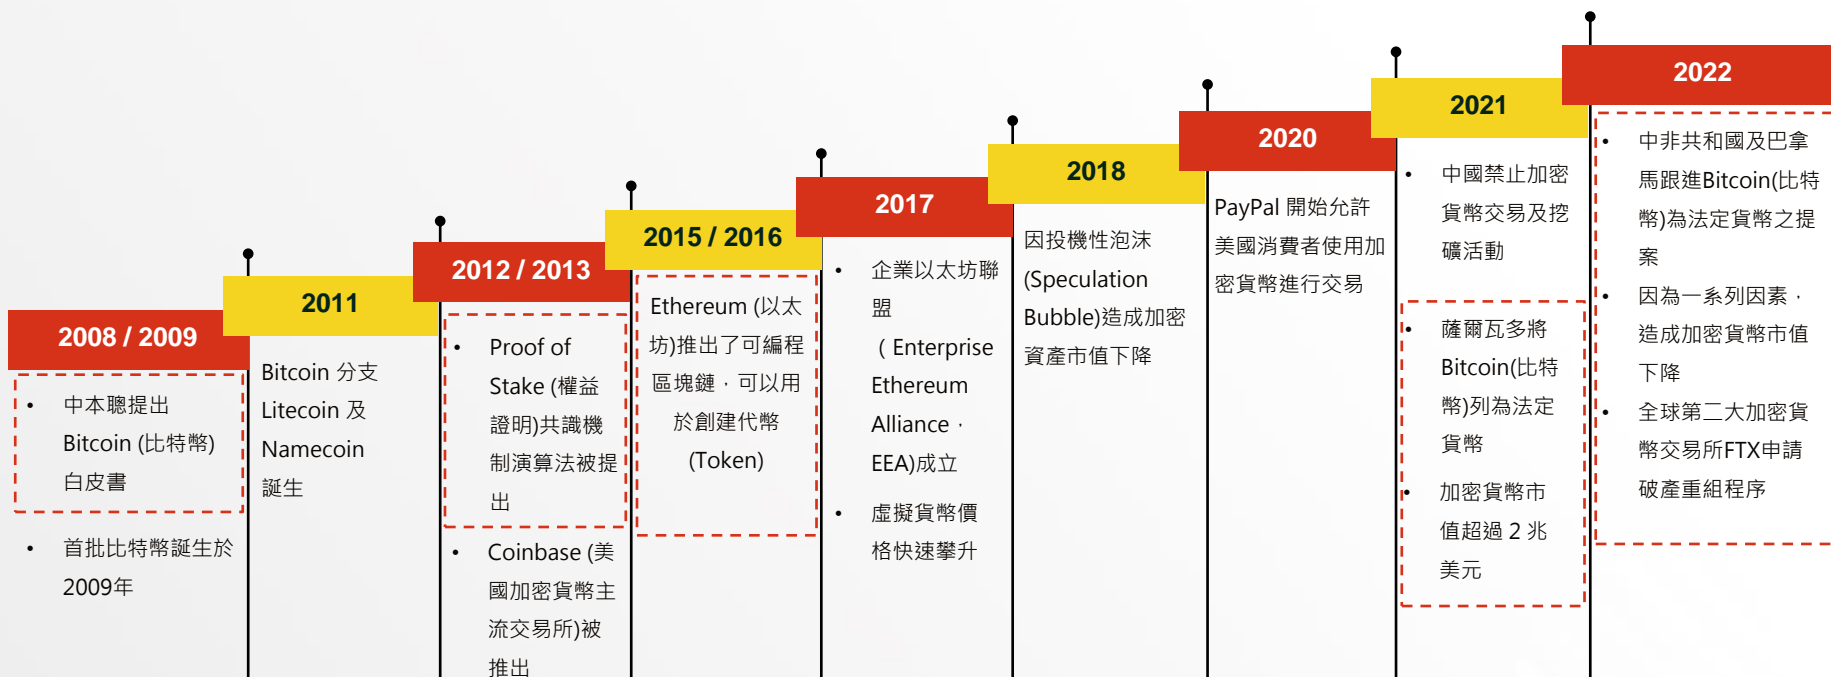 2008 / 2009
• 中本聰提出
Bitcoin (比特幣)
白皮書
• 首批比特幣誕生於
2009年
2011
Bitcoin 分支
Litecoin 及
Namecoin
誕生
2012 / 2013
• Proof of
Stake (權益
證明)共識機
制演算法被提
出
• Coinbase (美
國加密貨幣主
流交易所)被
推出
2015 / 2016
Ethereum (以太
坊)推出了可編程
區塊鏈，可以用
於創建代幣
(Token)
2017
• 企業以太坊聯
盟
（Enterprise
Ethereum
Alliance，
EEA)成立
• 虛擬貨幣價
格快速攀升
2018
因投機性泡沫
(Speculation
Bubble)造成加密
資產市值下降
2020
PayPal 開始允許
美國消費者使用加
密貨幣進行交易
2021
• 中國禁止加密
貨幣交易及挖
礦活動
• 薩爾瓦多將
Bitcoin(比特
幣)列為法定
貨幣
• 加密貨幣市
值超過 2 兆
美元
2022
• 中非共和國及巴拿
馬跟進Bitcoin(比特
幣)為法定貨幣之提
案
• 因為一系列因素，
造成加密貨幣市值
下降
• 全球第二大加密貨
幣交易所FTX申請
破產重組程序